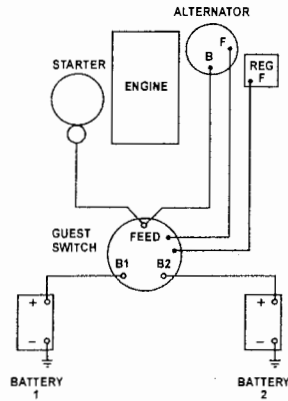 ALTERNATOR
F
B
STARTER
ENGINE
REG
F
GUEST
SWITCH
FEED
B1
B2
+
+
−
−
BATTERY
1
BATTERY
2